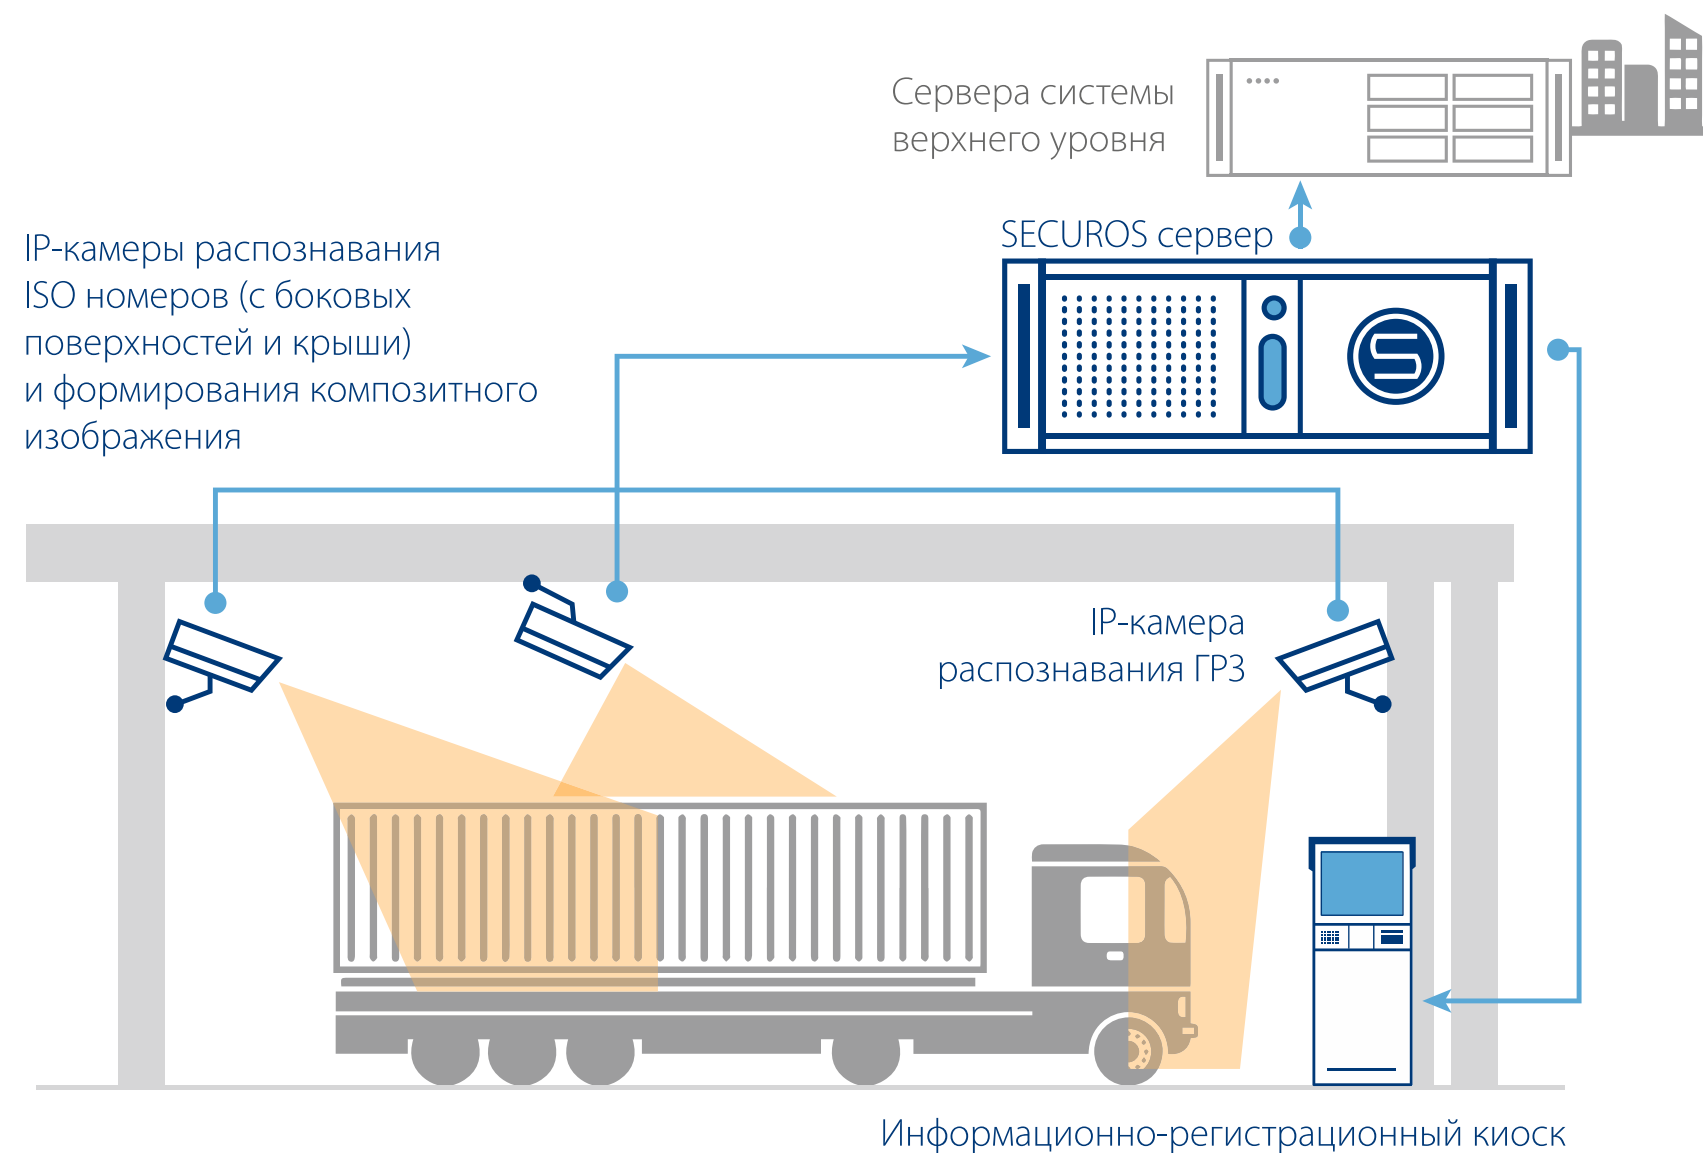 Сервера системы
верхнего уровня
SECUROS сервер
IP-камеры распознавания
ISO номеров (с боковых
поверхностей и крыши)
и формирования композитного
изображения
IP-камера
распознавания ГРЗ
Информационно-регистрационный киоск